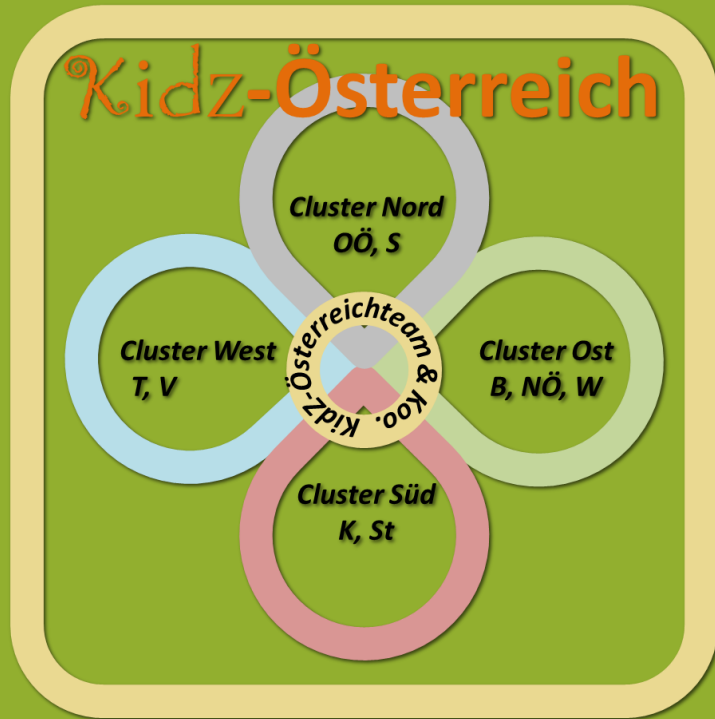 Kidz-Österreich
Cluster Nord
OÖ, S
Cluster West
T, V
KidZ-Österreichteam & Koo.
Cluster Ost
B, NÖ, W
Cluster Süd
K, St